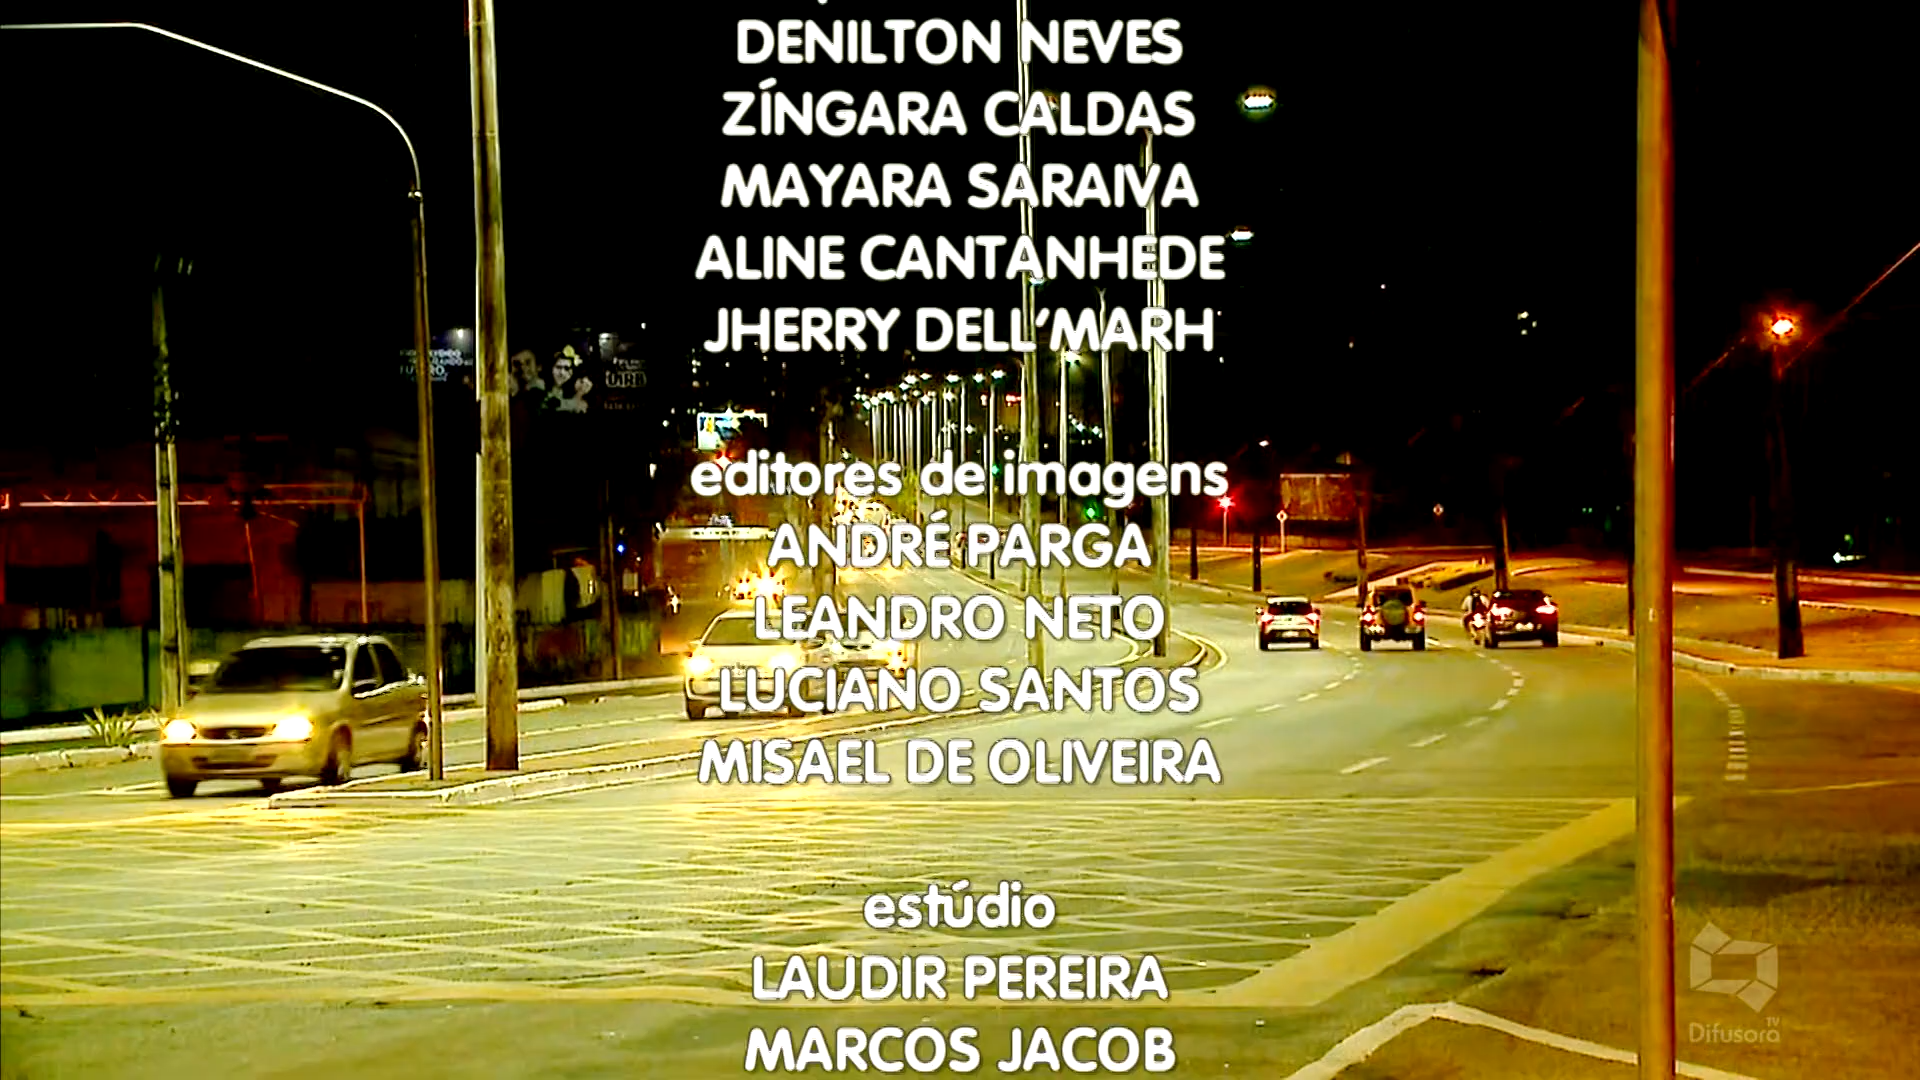 DENILTON NEVES
ZÍNGARA CALDAS
MAYARA SARAIVA
ALINE CANTANHEDE
JHERRY DELL'MARH
editores de imagens
ANDRÉ PARGA
LEANDRO NETO
LUCIANO SANTOS
MISAEL DE OLIVEIRA
estúdio
LAUDIR PEREIRA
MARCOS JACOB
TV
Difusora